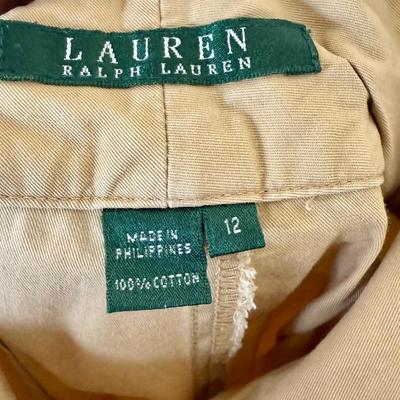 LAUREN
RALPH LAUREN
MADE IN
PHILIPPINES
100% COTTON
12